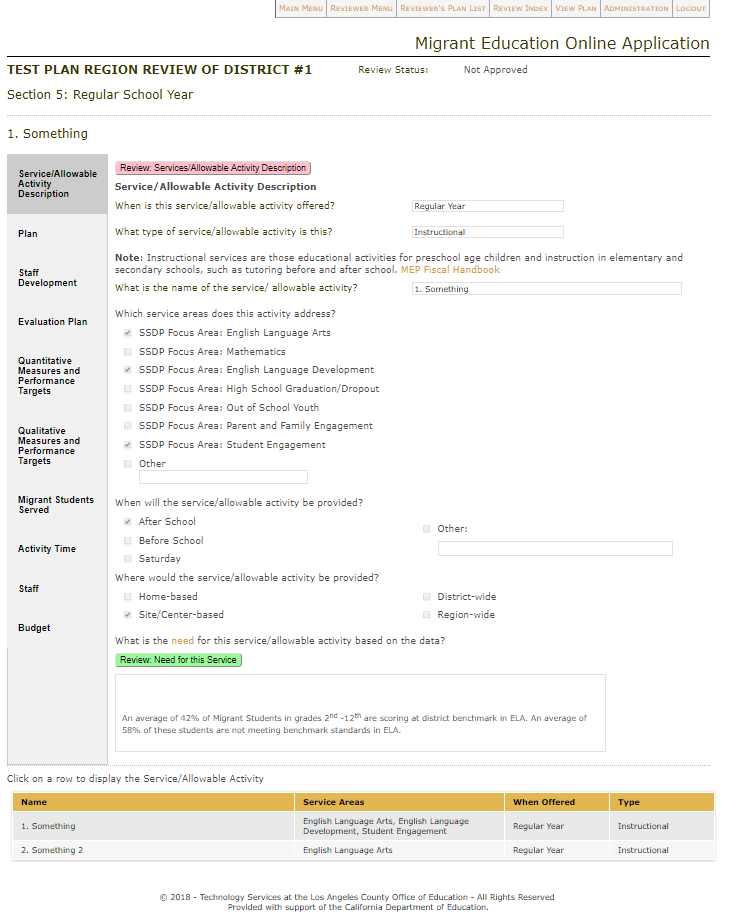 Main Menu Reviewer Menu Reviewer's Plan List Review Index View Plan Administration Logout
Migrant Education Online Application
TEST PLAN REGION REVIEW OF DISTRICT #1 Review Status: Not Approved
Section 5: Regular School Year
1. Something
Service/Allowable
Activity
Description
Plan
Staff
Development
Evaluation Plan
Quantitative
Measures and
Performance
Targets
Qualitative
Measures and
Performance
Targets
Migrant Students
Served
Activity Time
Staff
Budget
Review: Services/Allowable Activity Description
Service/Allowable Activity Description
When is this service/allowable activity offered? Regular Year
What type of service/allowable activity is this? Instructional
Note: Instructional services are those educational activities for preschool age children and instruction in elementary and
secondary schools, such as tutoring before and after school. MEP Fiscal Handbook
What is the name of the service/ allowable activity? 1. Something
Which service areas does this activity address?
SSDP Focus Area: English Language Arts
SSDP Focus Area: Mathematics
SSDP Focus Area: English Language Development
SSDP Focus Area: High School Graduation/Dropout
SSDP Focus Area: Out of School Youth
SSDP Focus Area: Parent and Family Engagement
SSDP Focus Area: Student Engagement
Other
When will the service/allowable activity be provided?
After School
Before School
Saturday
Other:
Where would the service/allowable activity be provided?
Home-based District-wide
Site/Center-based Region-wide
What is the need for this service/allowable activity based on the data?
Review: Need for this Service
An average of 42% of Migrant Students in grades 2nd -12th are scoring at district benchmark in ELA. An average of
58% of these students are not meeting benchmark standards in ELA.
Click on a row to display the Service/Allowable Activity
Name Service Areas When Offered Type
1. Something English Language Arts, English Language Development, Student Engagement Regular Year Instructional
2. Something 2 English Language Arts Regular Year Instructional
© 2018 - Technology Services at the Los Angeles County Office of Education - All Rights Reserved
Provided with support of the California Department of Education.